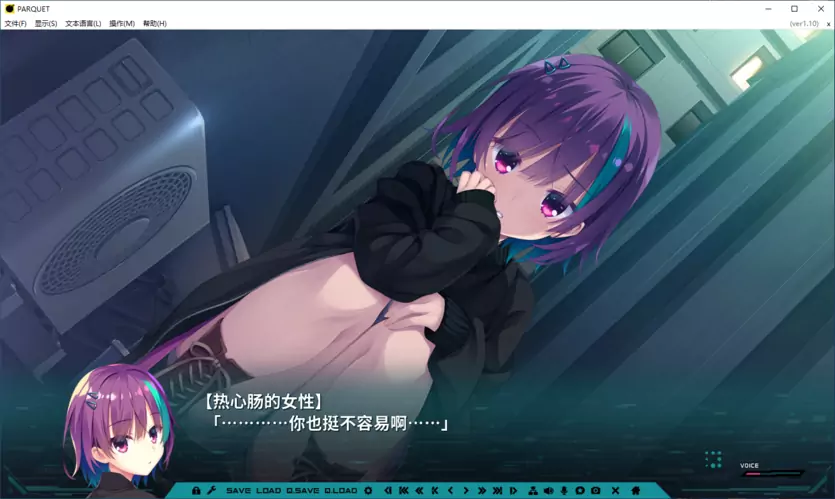 PARQUET
文件(F) 显示(S) 文本语言(L) 操作(M) 帮助(H) (ver1.10) x
【热心肠的女性】
「…………你也挺不容易啊……」
VOICE
SAVE LOAD Q.SAVE Q.LOAD